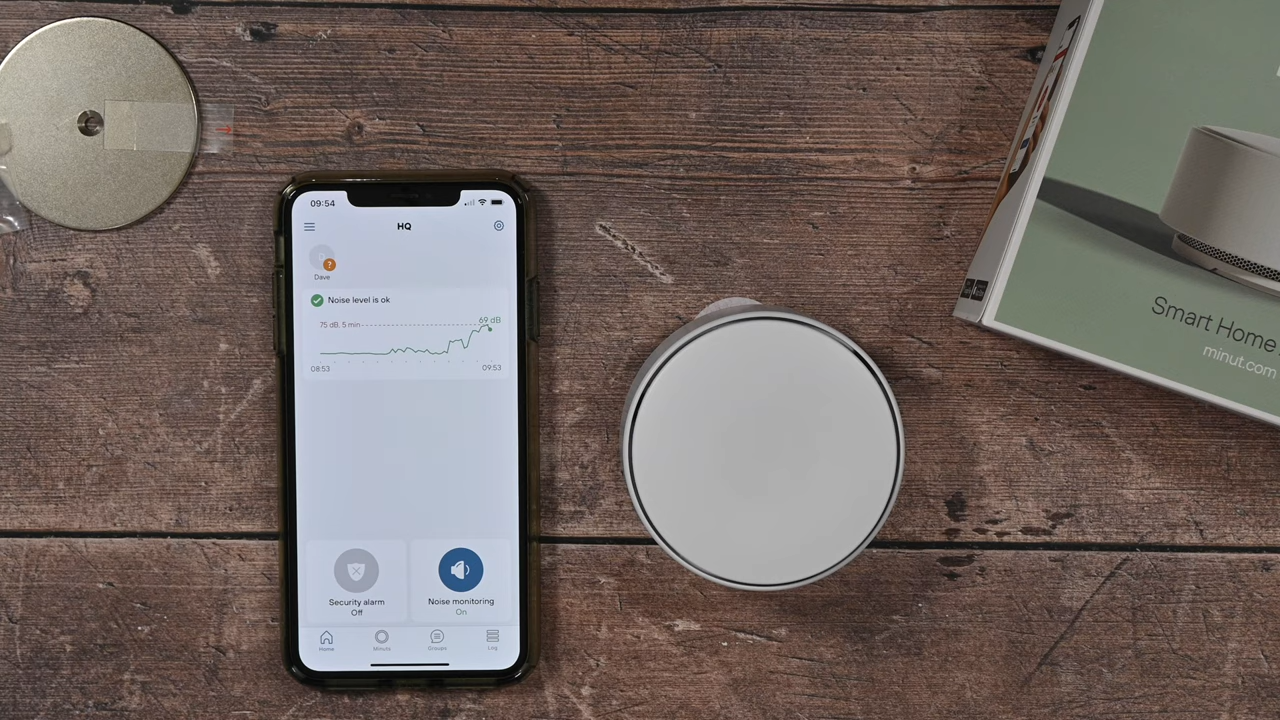 09:54
HQ
?
Dave
Noise level is ok
69 dB
75 dB, 5 min
08:53
09:53
Security alarm
Off
Noise monitoring
On
Home
Minuts
Groups
Log
Smart Home
minut.com